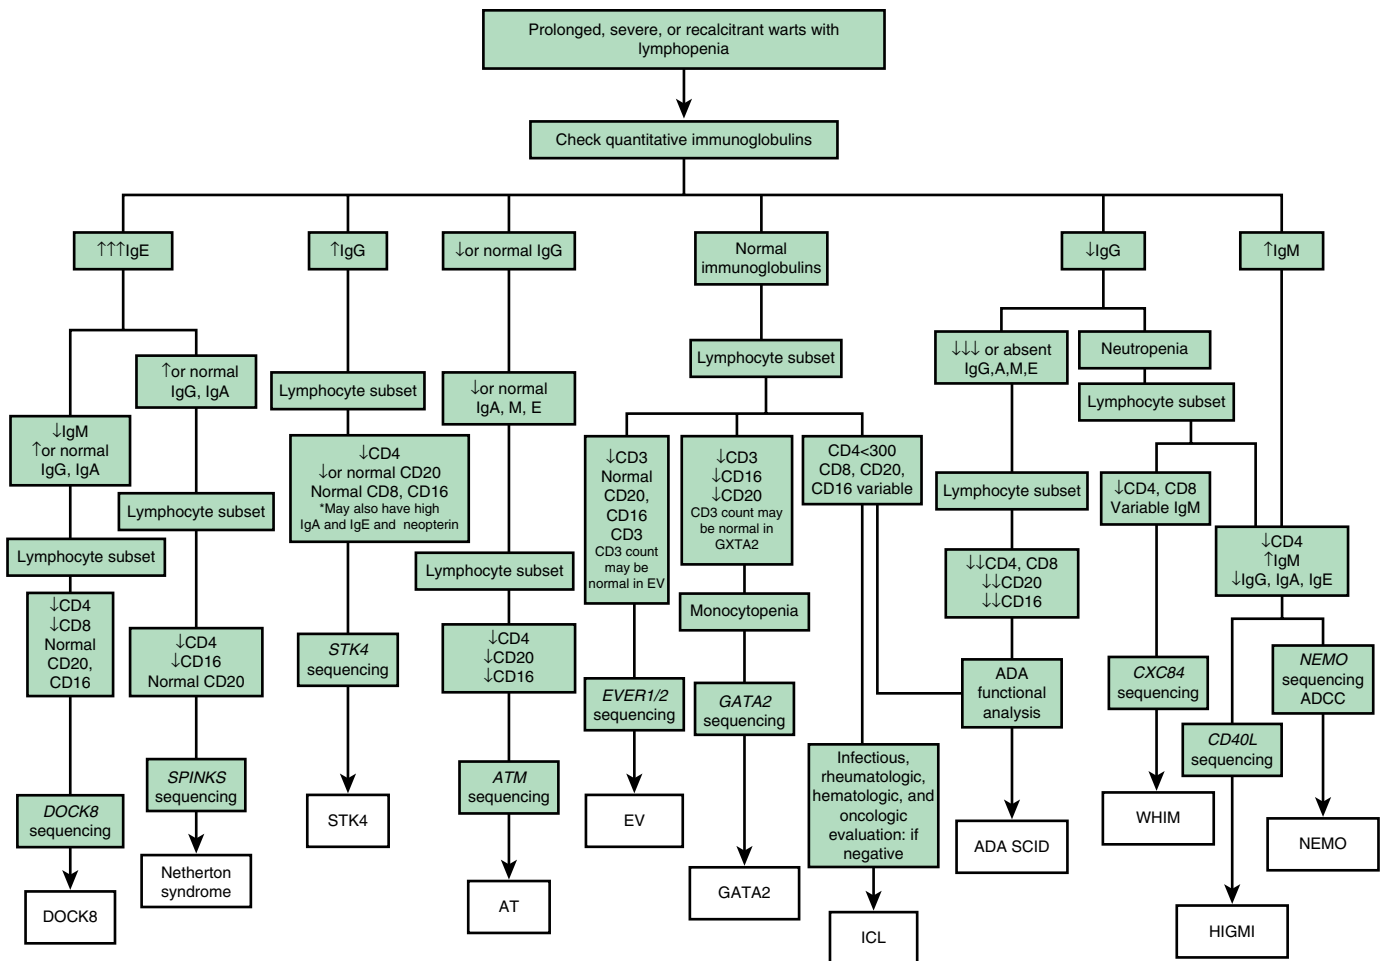 Prolonged, severe, or recalcitrant warts with
lymphopenia
Check quantitative immunoglobulins
↑↑↑IgE
↑IgG
↓or normal IgG
Normal
immunoglobulins
↓IgG
↑IgM
↓IgM
↑or normal
IgG, IgA
Lymphocyte subset
↓CD4
↓CD8
Normal
CD20,
CD16
DOCK8
sequencing
DOCK8
↑or normal
IgG, IgA
Lymphocyte subset
↓CD4
↓CD16
Normal CD20
SPINKS
sequencing
Netherton
syndrome
Lymphocyte subset
↓CD4
↓or normal CD20
Normal CD8, CD16
*May also have high
IgA and IgE and neopterin
STK4
sequencing
STK4
↓or normal
IgA, M, E
Lymphocyte subset
↓CD4
↓CD20
↓CD16
ATM
sequencing
AT
Lymphocyte subset
↓CD3
Normal
CD20,
CD16
CD3
CD3 count
may be
normal in EV
EVER1/2
sequencing
EV
↓CD3
↓CD16
↓CD20
CD3 count may
be normal in
GXTA2
Monocytopenia
GATA2
sequencing
GATA2
CD4<300
CD8, CD20,
CD16 variable
Infectious,
rheumatologic,
hematologic, and
oncologic
evaluation: if
negative
ICL
↓↓↓ or absent
IgG,A,M,E
Lymphocyte subset
↓↓CD4, CD8
↓↓CD20
↓↓CD16
ADA
functional
analysis
ADA SCID
Neutropenia
Lymphocyte subset
↓CD4, CD8
Variable IgM
CXC84
sequencing
WHIM
↓CD4
↑IgM
↓IgG, IgA, IgE
CD40L
sequencing
HIGMI
NEMO
sequencing
ADCC
NEMO